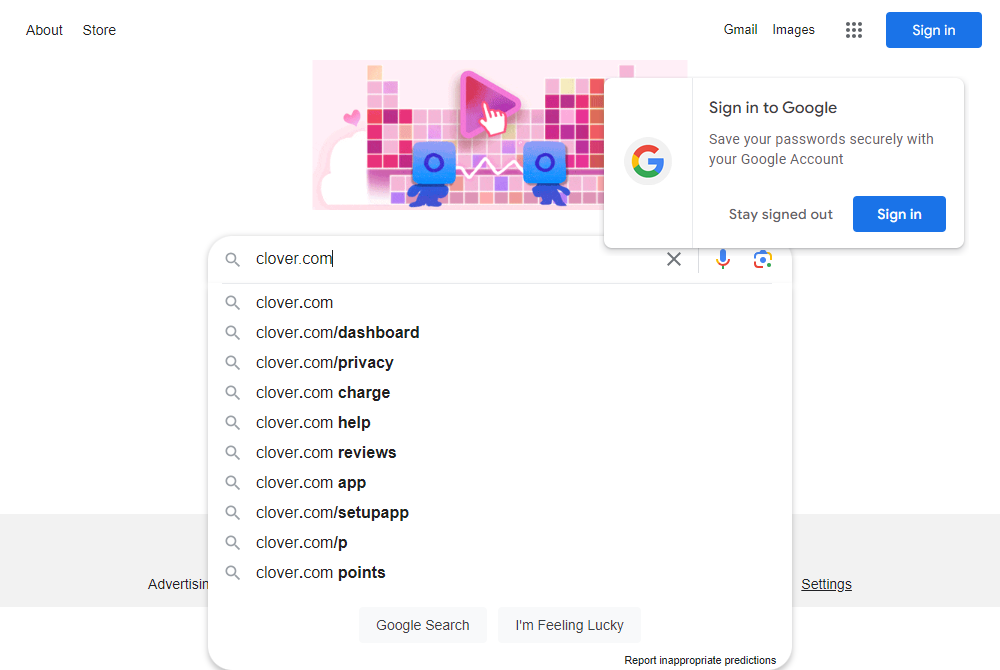 About Store Gmail Images Sign in
Sign in to Google
Save your passwords securely with
your Google Account
Stay signed out Sign in
clover.com
clover.com
clover.com/dashboard
clover.com/privacy
clover.com charge
clover.com help
clover.com reviews
clover.com app
clover.com/setupapp
clover.com/p
clover.com points
Advertisin Settings
Google Search I'm Feeling Lucky
Report inappropriate predictions